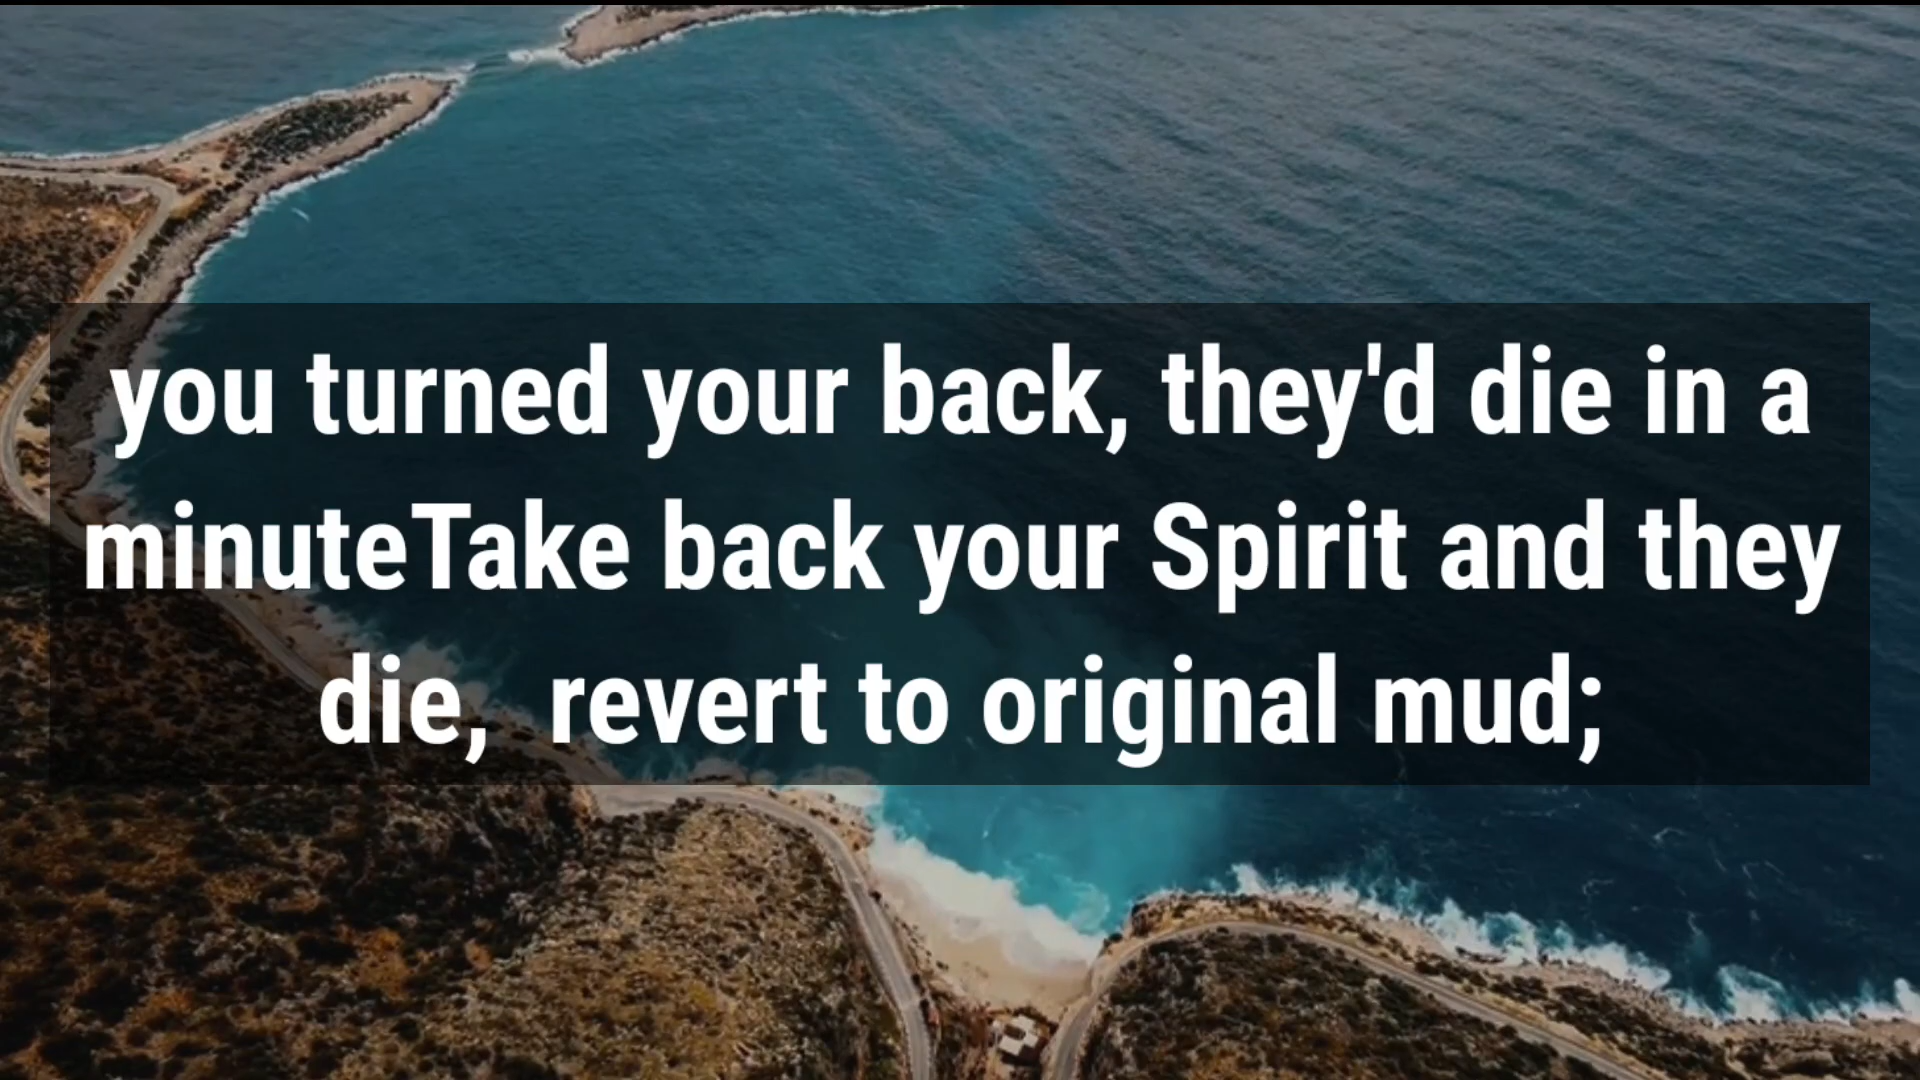 you turned your back, they'd die in a
minuteTake back your Spirit and they
die,  revert to original mud;